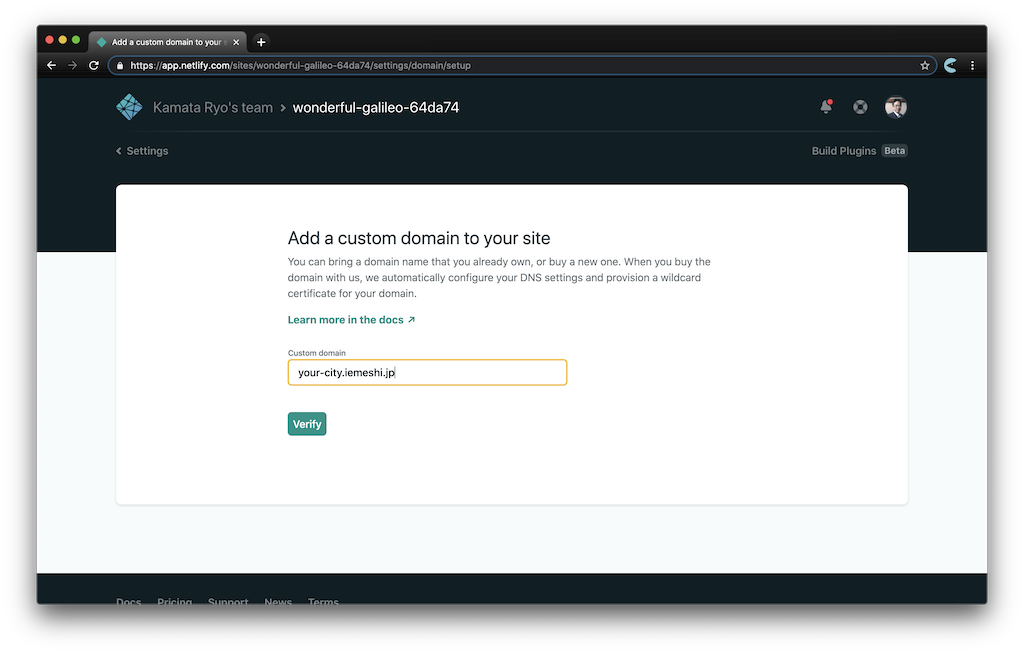 Add a custom domain to your s
https://app.netlify.com/sites/wonderful-galileo-64da74/settings/domain/setup
Kamata Ryo's team > wonderful-galileo-64da74
Settings
Build Plugins Beta
Add a custom domain to your site
You can bring a domain name that you already own, or buy a new one. When you buy the
domain with us, we automatically configure your DNS settings and provision a wildcard
certificate for your domain.
Learn more in the docs ↗
Custom domain
your-city.iemeshi.jp
Verify
Docs Pricing Support News Terms